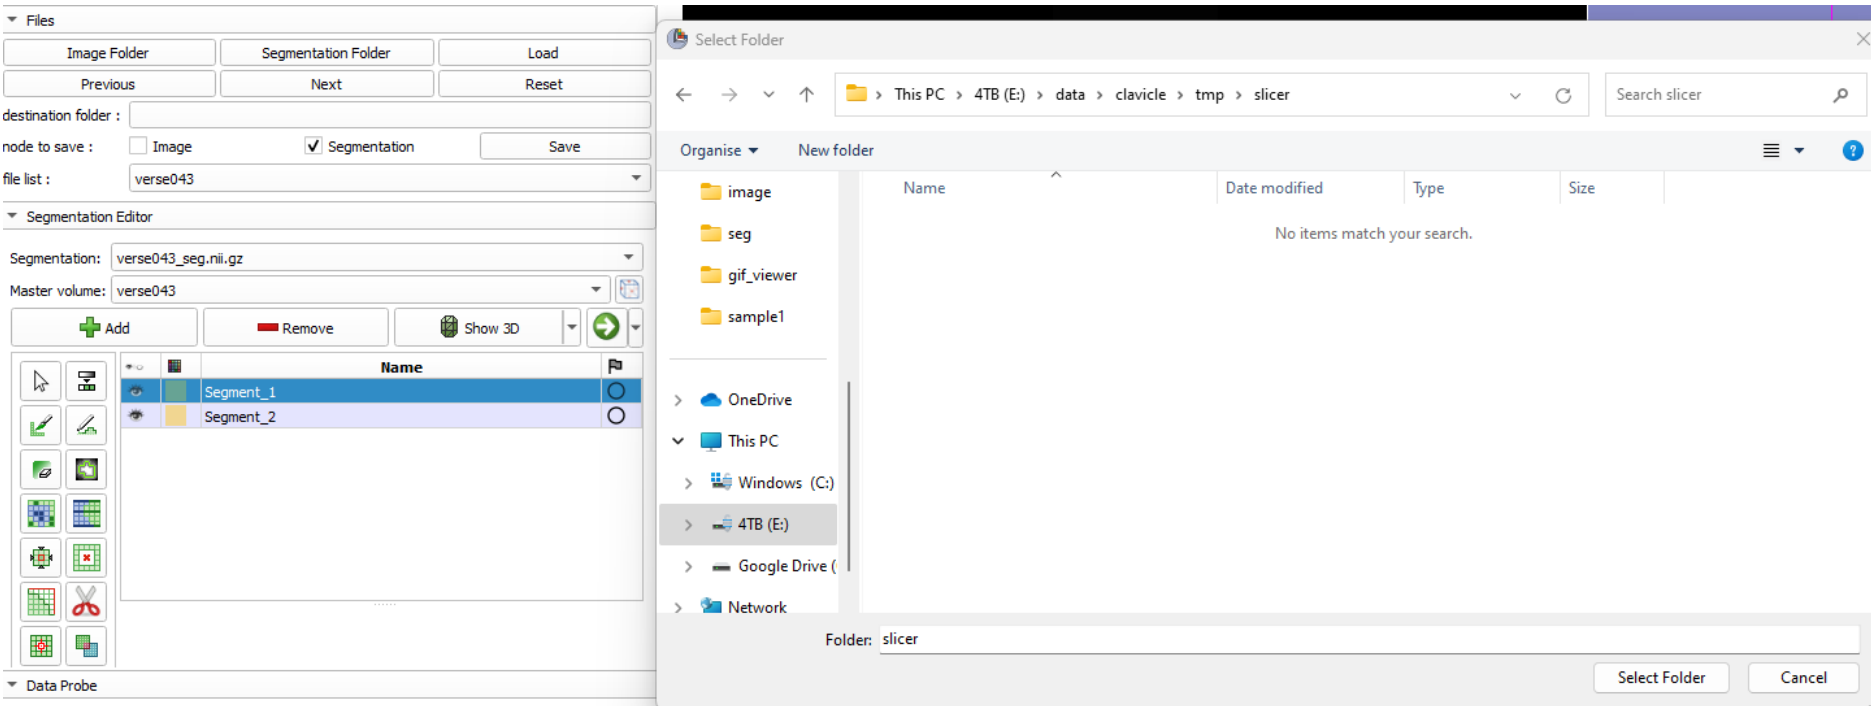 Files
Image Folder Segmentation Folder Load
Previous Next Reset
destination folder :
node to save : Image Segmentation Save
file list : verse043
Segmentation Editor
Segmentation: verse043_seg.nii.gz
Master volume: verse043
Add Remove Show 3D
Name
Segment_1
Segment_2
Data Probe
Select Folder
This PC > 4TB (E:) > data > clavicle > tmp > slicer
Search slicer
Organise New folder
Name Date modified Type Size
No items match your search.
image
seg
gif_viewer
sample1
OneDrive
This PC
Windows (C:)
4TB (E:)
Google Drive (
Network
Folder: slicer
Select Folder Cancel